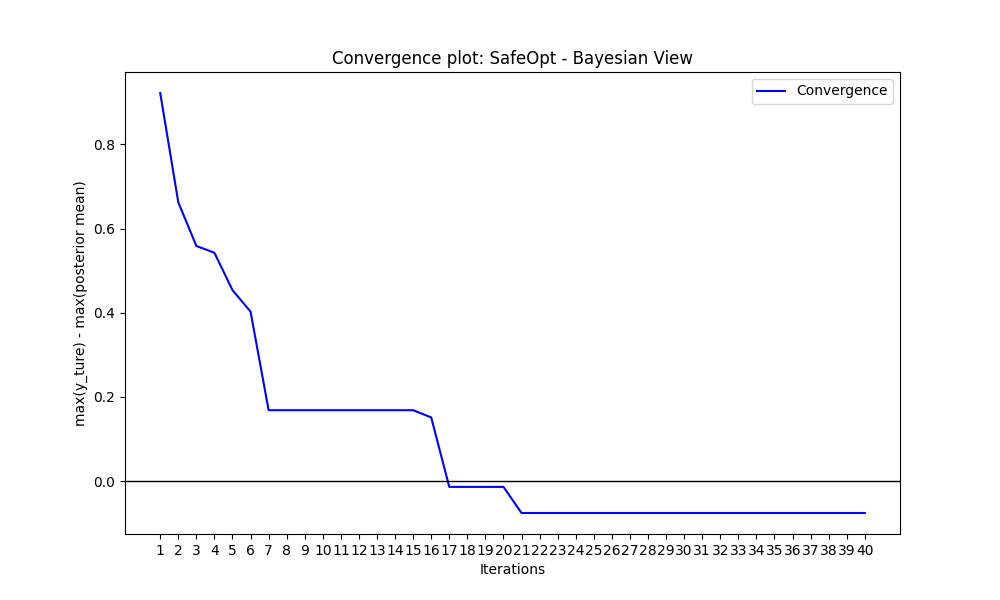 Convergence plot: SafeOpt - Bayesian View
Convergence
max(y_ture) - max(posterior mean)
0.8
0.6
0.4
0.2
0.0
1 2 3 4 5 6 7 8 9 10 11 12 13 14 15 16 17 18 19 20 21 22 23 24 25 26 27 28 29 30 31 32 33 34 35 36 37 38 39 40
Iterations